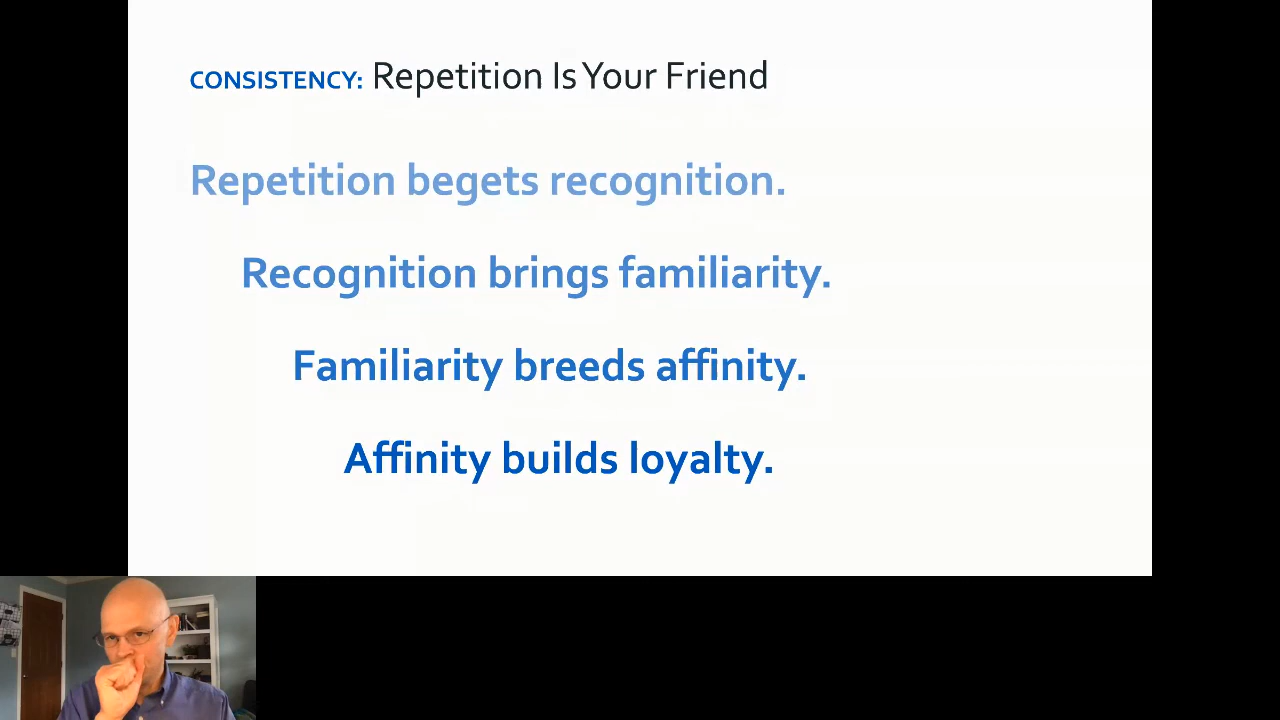 CONSISTENCY: Repetition Is Your Friend
Repetition begets recognition.
Recognition brings familiarity.
Familiarity breeds affinity.
Affinity builds loyalty.